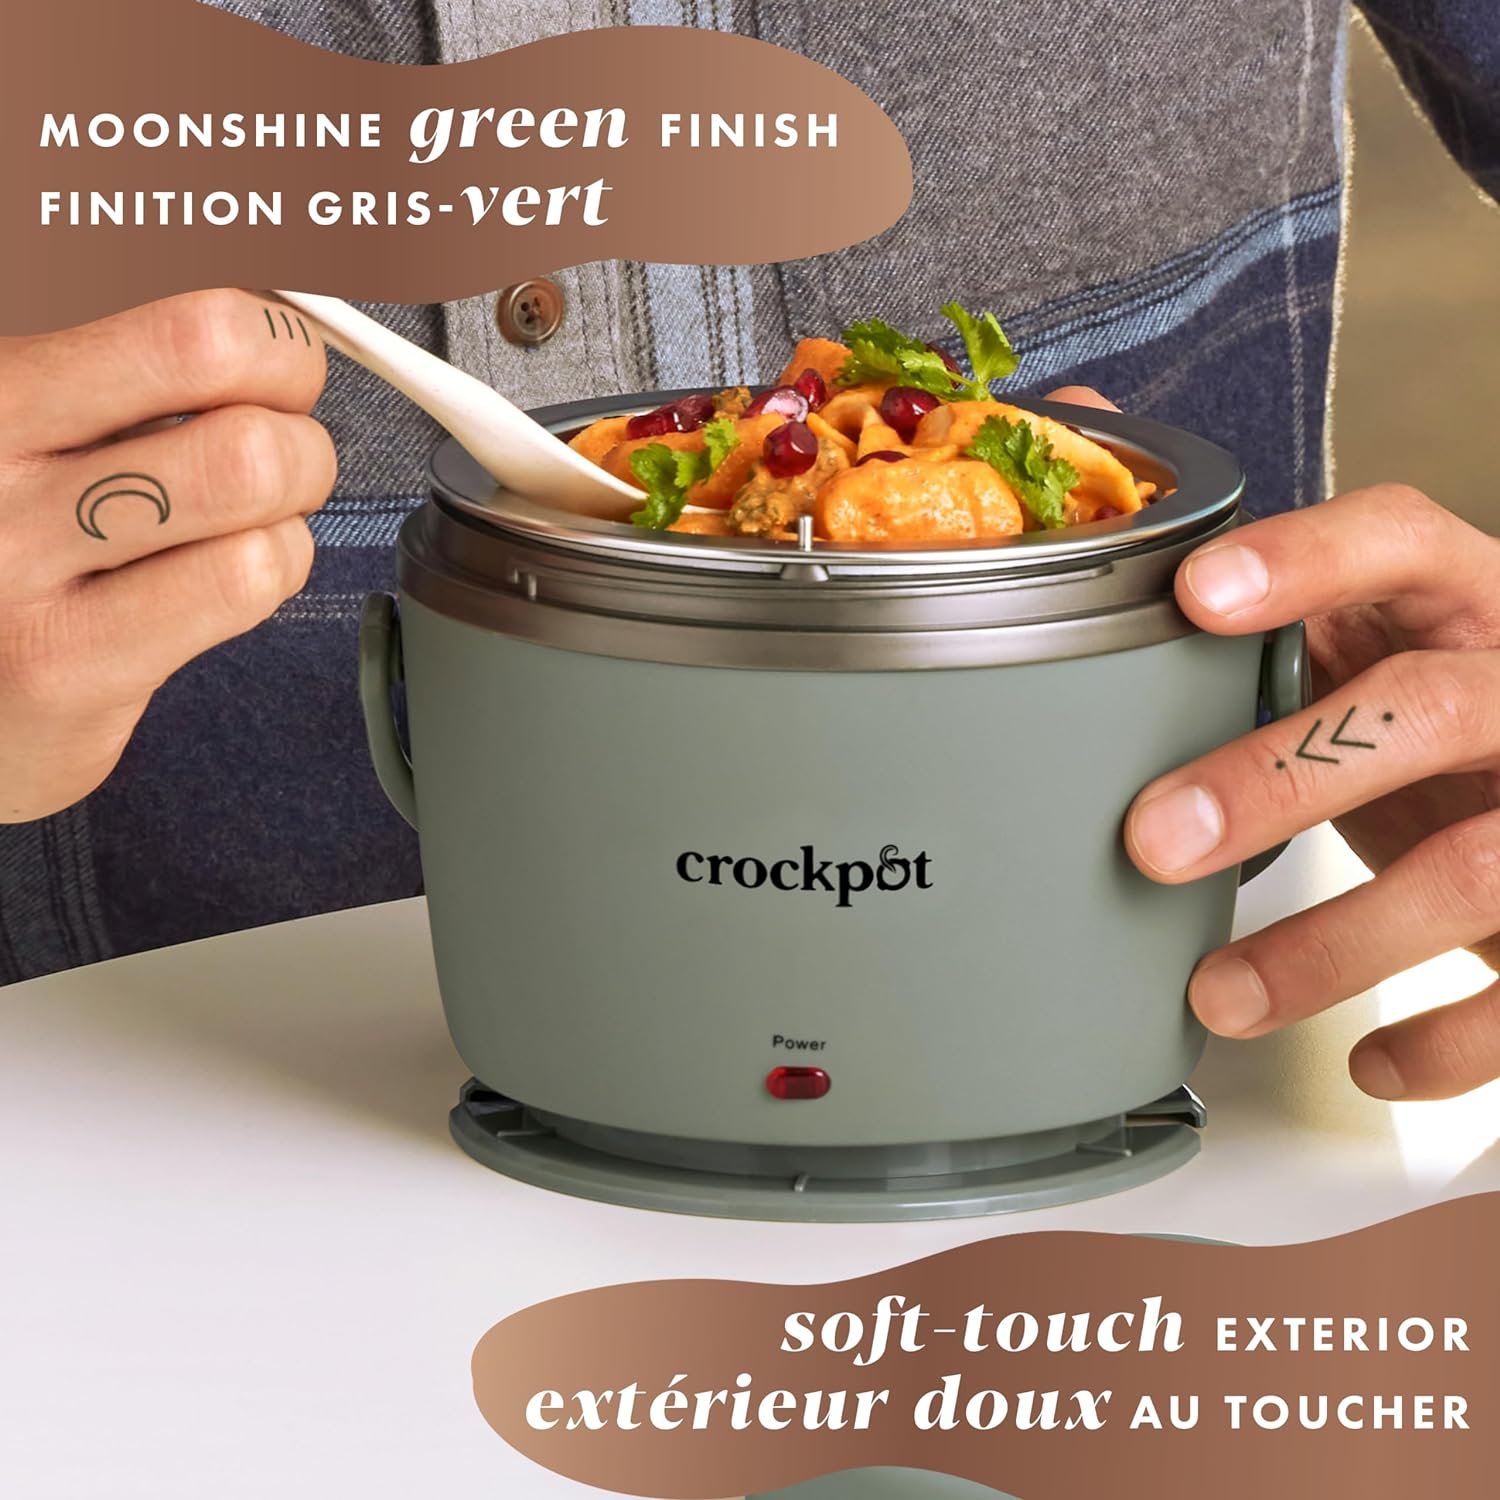 MOONSHINE green FINISH
FINITION GRIS-vert
crockpot
Power
soft-touch EXTERIOR
extérieur doux AU TOUCHER